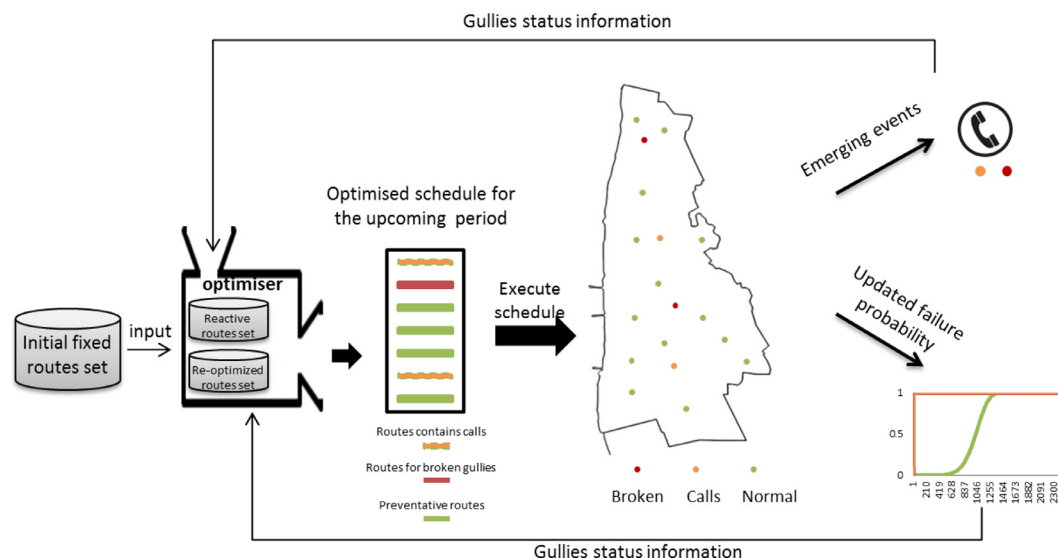 Gullies status information
Optimised schedule for
the upcoming period
optimiser
Reactive
routes set
Re-optimized
routes set
Initial fixed
routes set
input
Execute
schedule
Routes contains calls
Routes for broken gullies
Preventative routes
Broken
Calls
Normal
Emerging events
Updated failure
probability
1
0.5
0
1
210
419
628
837
1046
1255
1464
1673
1882
2091
2300
Gullies status information